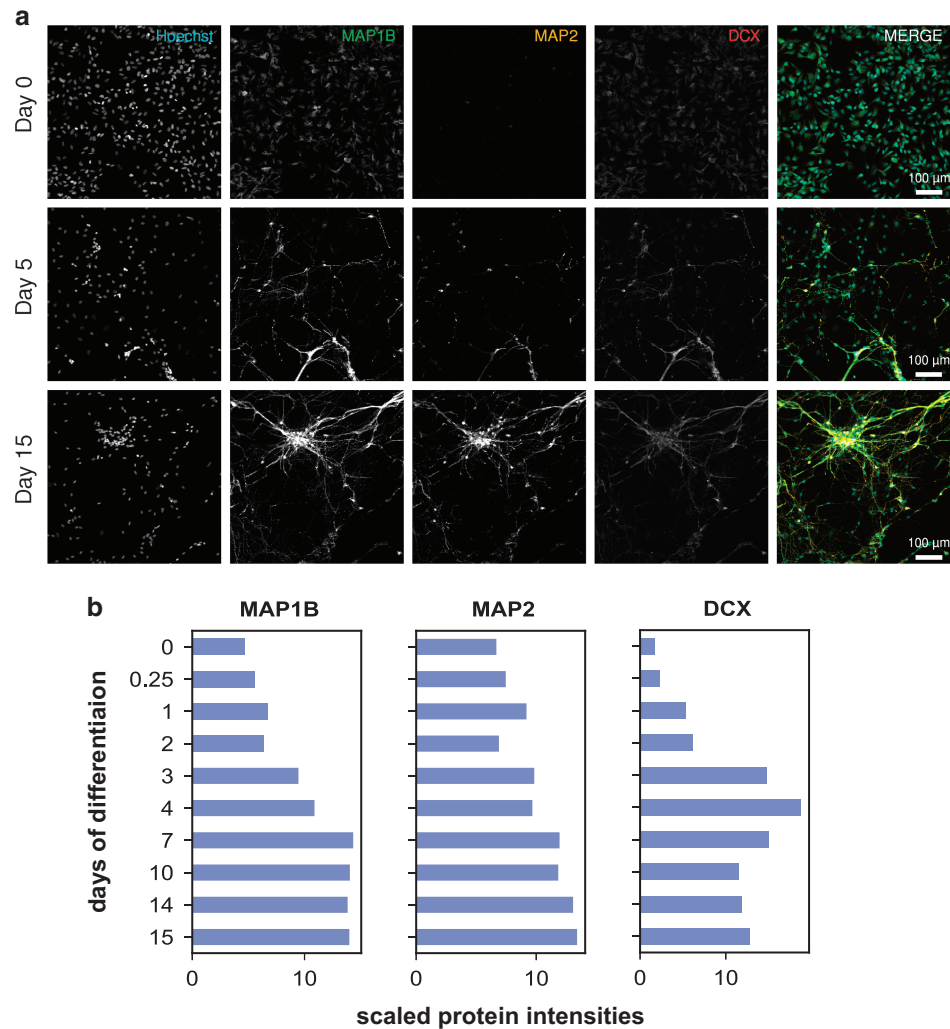 a
Hoechst MAP1B MAP2 DCX MERGE
Day 0
100 µm
Day 5
100 µm
Day 15
100 µm
b
MAP1B MAP2 DCX
days of differentiaion
0
0.25
1
2
3
4
7
10
14
15
0 10 0 10 0 10
scaled protein intensities